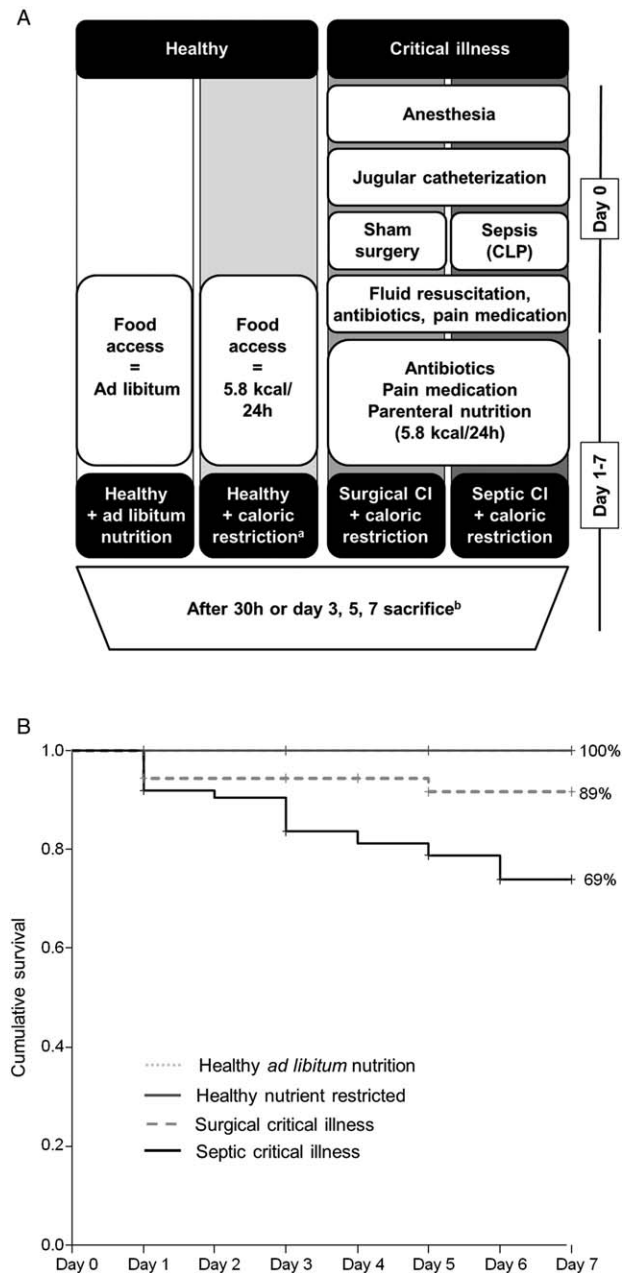 A
Healthy
Critical illness
Anesthesia
Jugular catheterization
Sham
surgery
Sepsis
(CLP)
Fluid resuscitation,
antibiotics, pain medication
Day 0
Food
access
=
Ad libitum
Food
access
=
5.8 kcal/
24h
Antibiotics
Pain medication
Parenteral nutrition
(5.8 kcal/24h)
Day 1-7
Healthy
+ ad libitum
nutrition
Healthy
+ caloric
restrictionᵃ
Surgical CI
+ caloric
restriction
Septic CI
+ caloric
restriction
After 30h or day 3, 5, 7 sacrificeᵇ
B
Cumulative survival
1.0
0.8
0.6
0.4
0.2
0.0
100%
89%
69%
Healthy ad libitum nutrition
Healthy nutrient restricted
Surgical critical illness
Septic critical illness
Day 0 Day 1 Day 2 Day 3 Day 4 Day 5 Day 6 Day 7